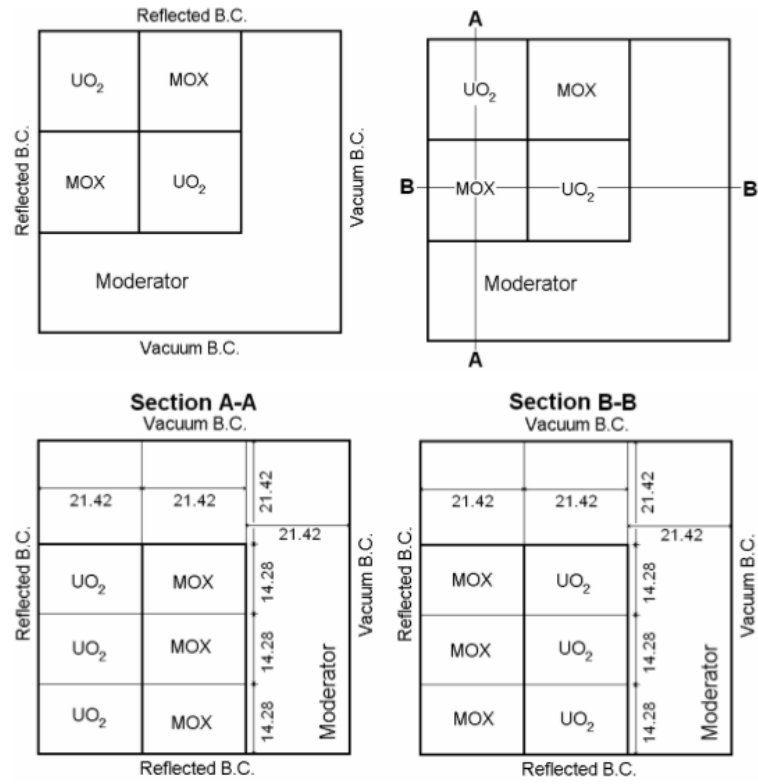 Reflected B.C.
UO2 MOX
MOX UO2
Moderator
Reflected B.C.
Vacuum B.C.
Vacuum B.C.
A
UO2 MOX
B MOX UO2 B
Moderator
A
Section A-A
Vacuum B.C.
21.42 21.42
21.42
21.42
UO2 MOX
14.28
UO2 MOX
14.28
UO2 MOX
14.28
Moderator
Reflected B.C.
Vacuum B.C.
Reflected B.C.
Section B-B
Vacuum B.C.
21.42 21.42
21.42
21.42
MOX UO2
14.28
MOX UO2
14.28
MOX UO2
14.28
Moderator
Reflected B.C.
Vacuum B.C.
Reflected B.C.